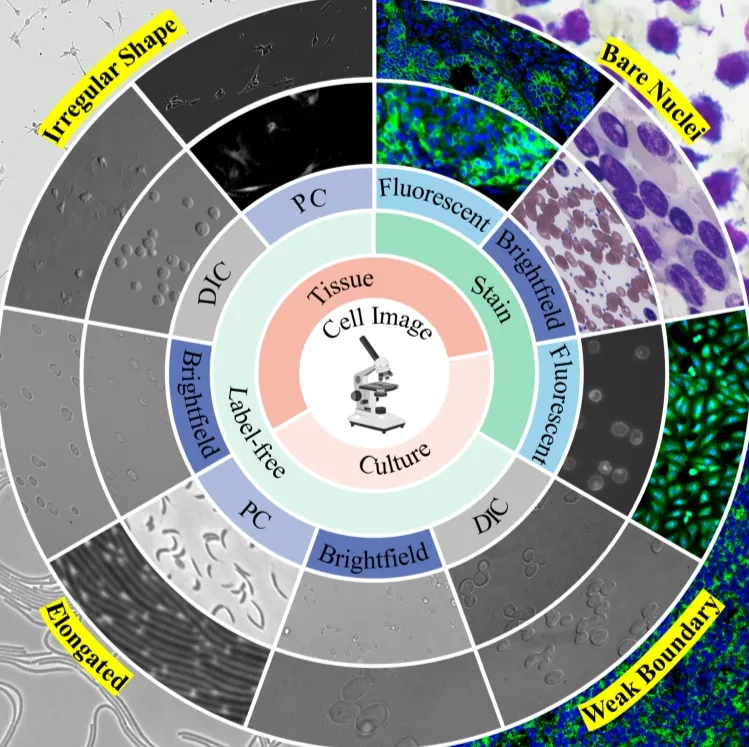 Irregular Shape
Bare Nuclei
PC
Fluorescent
DIC
Brightfield
Tissue
Stain
Cell Image
Brightfield
Fluorescent
Label-free
Culture
PC
DIC
Brightfield
Elongated
Weak Boundary